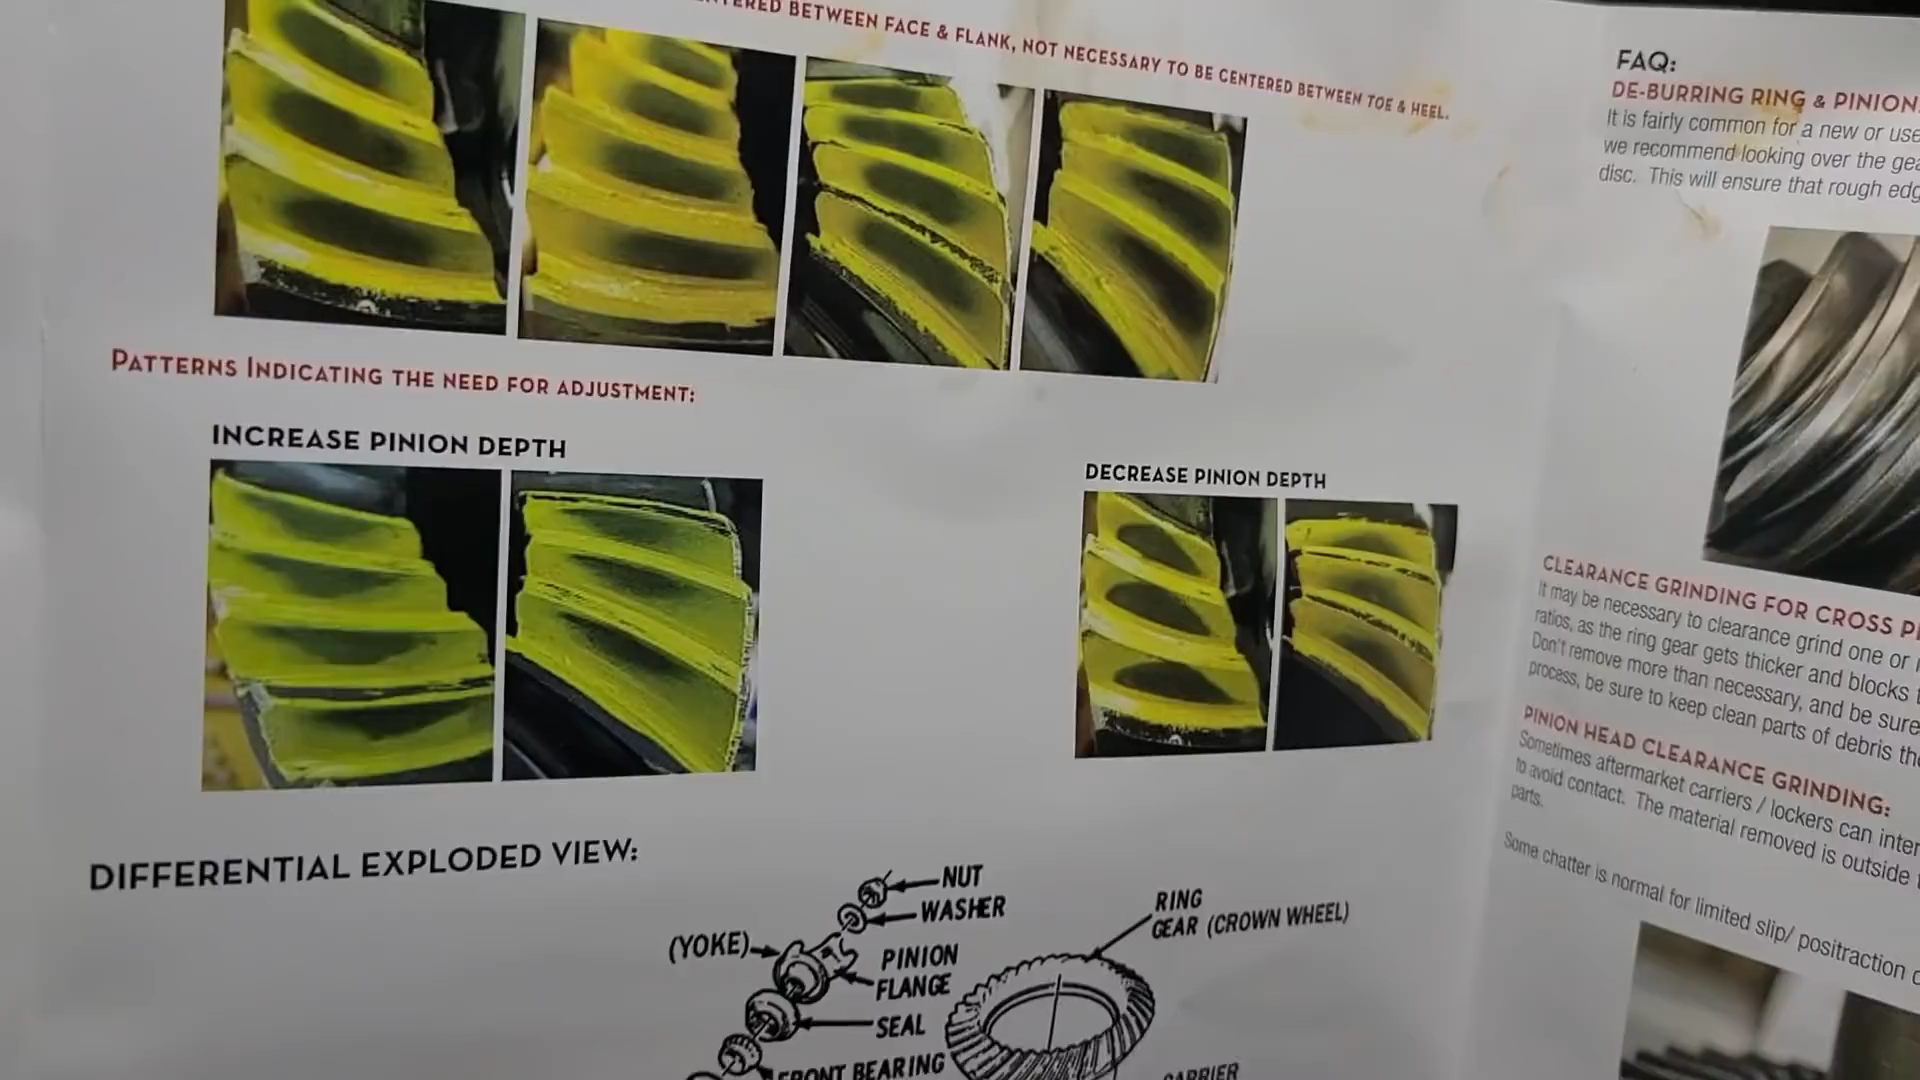 BETWEEN FACE & FLANK, NOT NECESSARY TO BE CENTERED BETWEEN TOE & HEEL.
PATTERNS INDICATING THE NEED FOR ADJUSTMENT:
INCREASE PINION DEPTH
DECREASE PINION DEPTH
DIFFERENTIAL EXPLODED VIEW:
NUT
WASHER
(YOKE)
PINION
FLANGE
SEAL
FRONT BEARING
RING
GEAR (CROWN WHEEL)
CARRIER
FAQ:
DE-BURRING RING & PINION
It is fairly common for a new or use
we recommend looking over the gea
disc. This will ensure that rough edg
CLEARANCE GRINDING FOR CROSS P
It may be necessary to clearance grind one or
ratios, as the ring gear gets thicker and blocks
Don't remove more than necessary, and be sure
process, be sure to keep clean parts of debris th
PINION HEAD CLEARANCE GRINDING:
Sometimes aftermarket carriers / lockers can inter
to avoid contact. The material removed is outside
parts.
Some chatter is normal for limited slip/ positraction